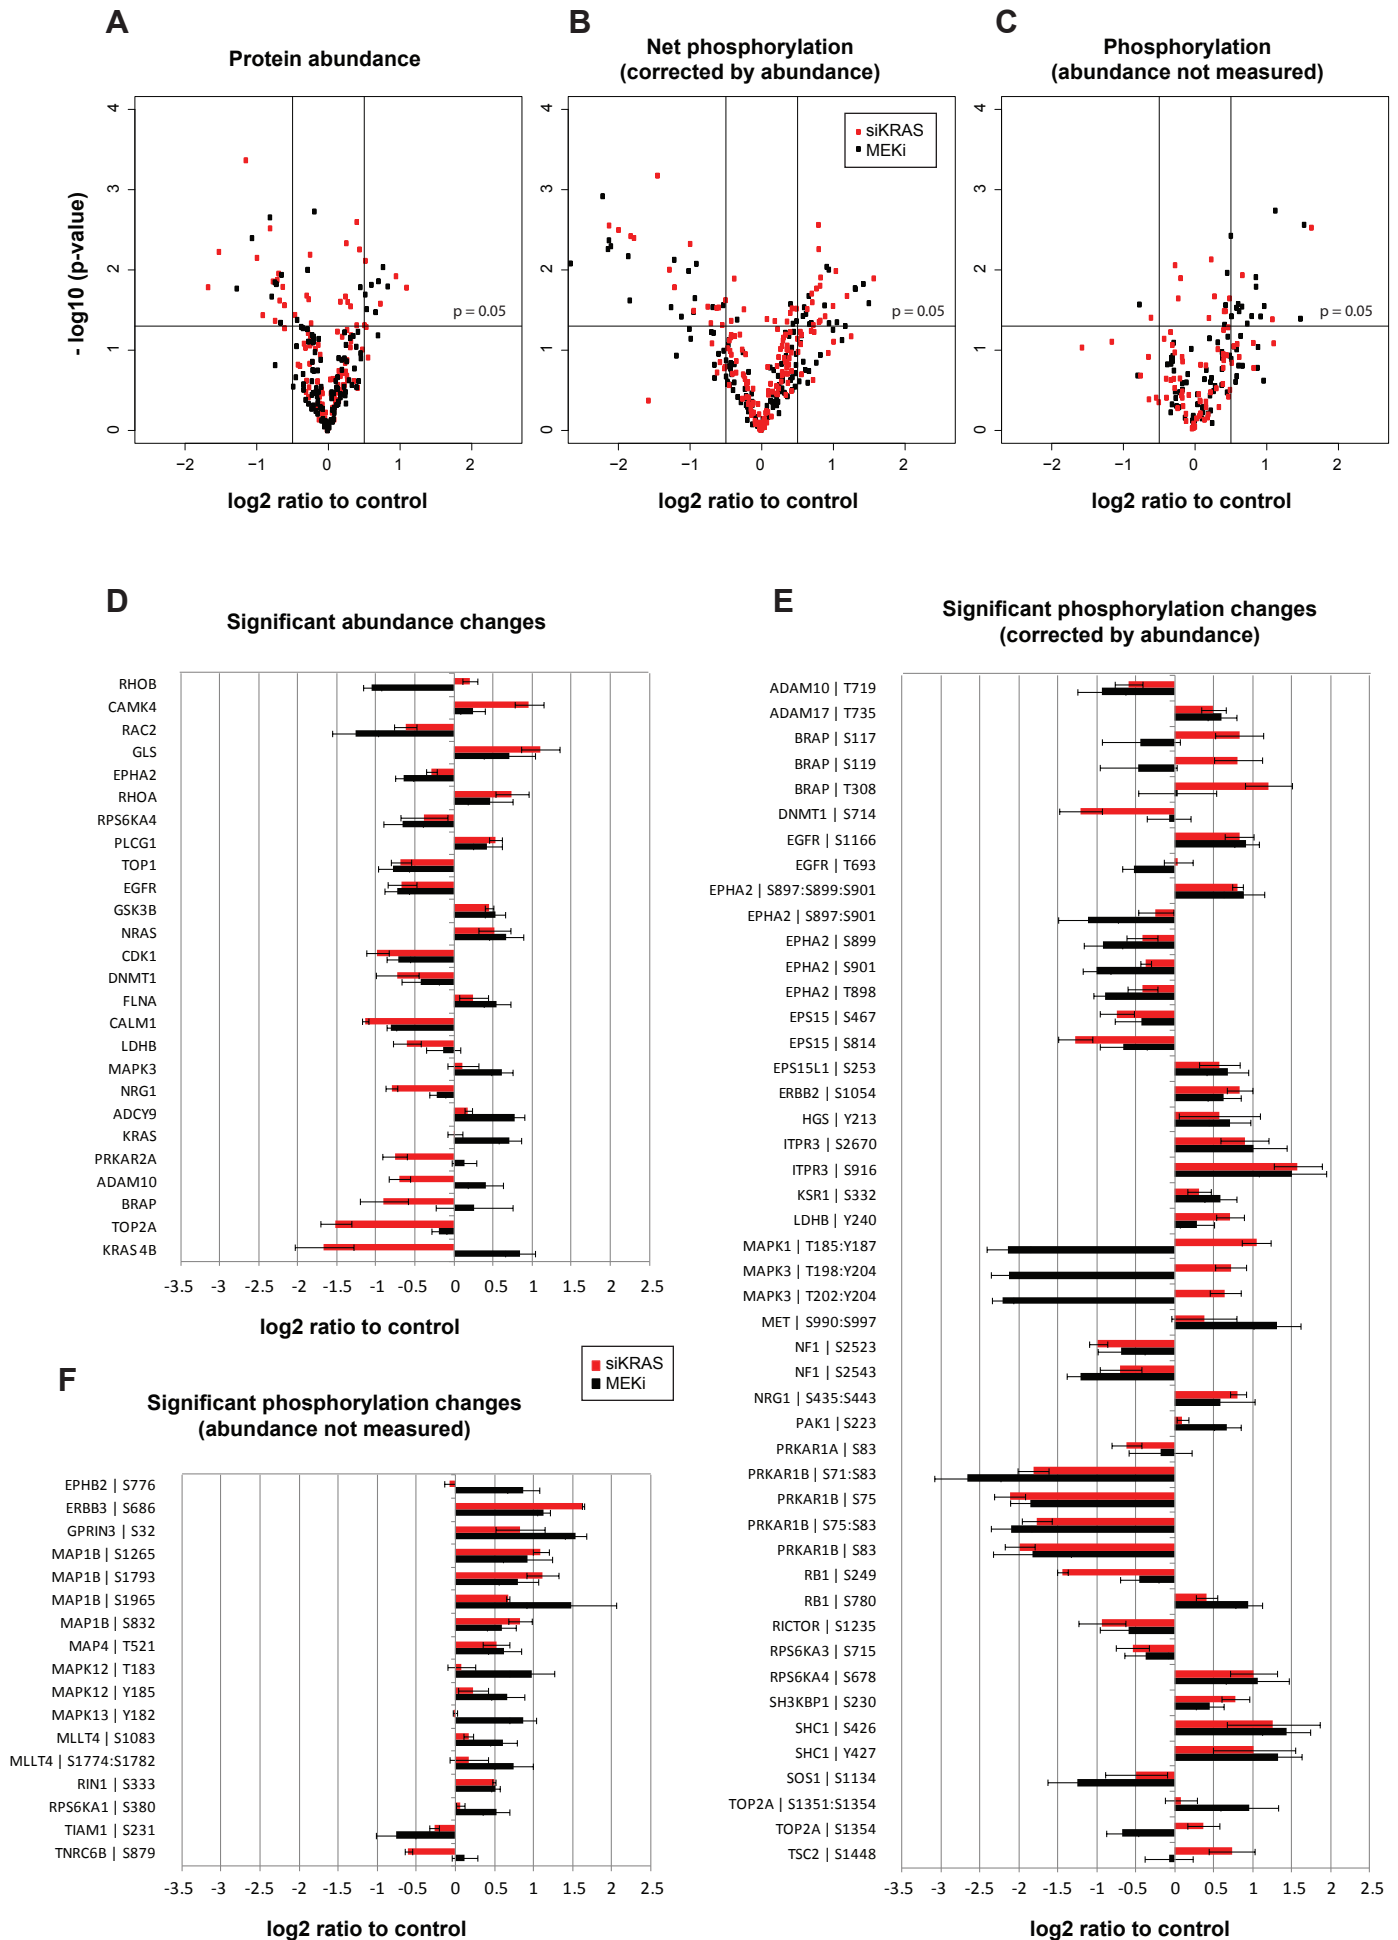 A
Protein abundance
B
Net phosphorylation
(corrected by abundance)
C
Phosphorylation
(abundance not measured)
- log10 (p-value)
4
3
2
1
0
p = 0.05
−2
−1
0
1
2
log2 ratio to control
siKRAS
MEKi
4
3
2
1
0
p = 0.05
−2
−1
0
1
2
log2 ratio to control
4
3
2
1
0
p = 0.05
−2
−1
0
1
2
log2 ratio to control
D
Significant abundance changes
RHOB
CAMK4
RAC2
GLS
EPHA2
RHOA
RPS6KA4
PLCG1
TOP1
EGFR
GSK3B
NRAS
CDK1
DNMT1
FLNA
CALM1
LDHB
MAPK3
NRG1
ADCY9
KRAS
PRKAR2A
ADAM10
BRAP
TOP2A
KRAS4B
-3.5 -3 -2.5 -2 -1.5 -1 -0.5 0 0.5 1 1.5 2 2.5
log2 ratio to control
E
Significant phosphorylation changes
(corrected by abundance)
ADAM10 | T719
ADAM17 | T735
BRAP | S117
BRAP | S119
BRAP | T308
DNMT1 | S714
EGFR | S1166
EGFR | T693
EPHA2 | S897:S899:S901
EPHA2 | S897:S901
EPHA2 | S899
EPHA2 | S901
EPHA2 | T898
EPS15 | S467
EPS15 | S814
EPS15L1 | S253
ERBB2 | S1054
HGS | Y213
ITPR3 | S2670
ITPR3 | S916
KSR1 | S332
LDHB | Y240
MAPK1 | T185:Y187
MAPK3 | T198:Y204
MAPK3 | T202:Y204
MET | S990:S997
NF1 | S2523
NF1 | S2543
NRG1 | S435:S443
PAK1 | S223
PRKAR1A | S83
PRKAR1B | S71:S83
PRKAR1B | S75
PRKAR1B | S75:S83
PRKAR1B | S83
RB1 | S249
RB1 | S780
RICTOR | S1235
RPS6KA3 | S715
RPS6KA4 | S678
SH3KBP1 | S230
SHC1 | S426
SHC1 | Y427
SOS1 | S1134
TOP2A | S1351:S1354
TOP2A | S1354
TSC2 | S1448
-3.5 -3 -2.5 -2 -1.5 -1 -0.5 0 0.5 1 1.5 2 2.5
log2 ratio to control
siKRAS
MEKi
F
Significant phosphorylation changes
(abundance not measured)
EPHB2 | S776
ERBB3 | S686
GPRIN3 | S32
MAP1B | S1265
MAP1B | S1793
MAP1B | S1965
MAP1B | S832
MAP4 | T521
MAPK12 | T183
MAPK12 | Y185
MAPK13 | Y182
MLLT4 | S1083
MLLT4 | S1774:S1782
RIN1 | S333
RPS6KA1 | S380
TIAM1 | S231
TNRC6B | S879
-3.5 -3 -2.5 -2 -1.5 -1 -0.5 0 0.5 1 1.5 2 2.5
log2 ratio to control